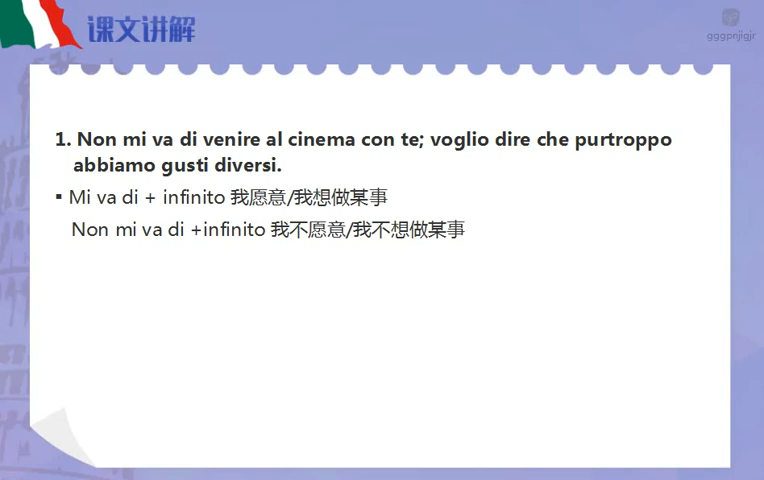 课文讲解
gggpnjigjr
1. Non mi va di venire al cinema con te; voglio dire che purtroppo
abbiamo gusti diversi.
▪ Mi va di + infinito 我愿意/我想做某事
Non mi va di +infinito 我不愿意/我不想做某事